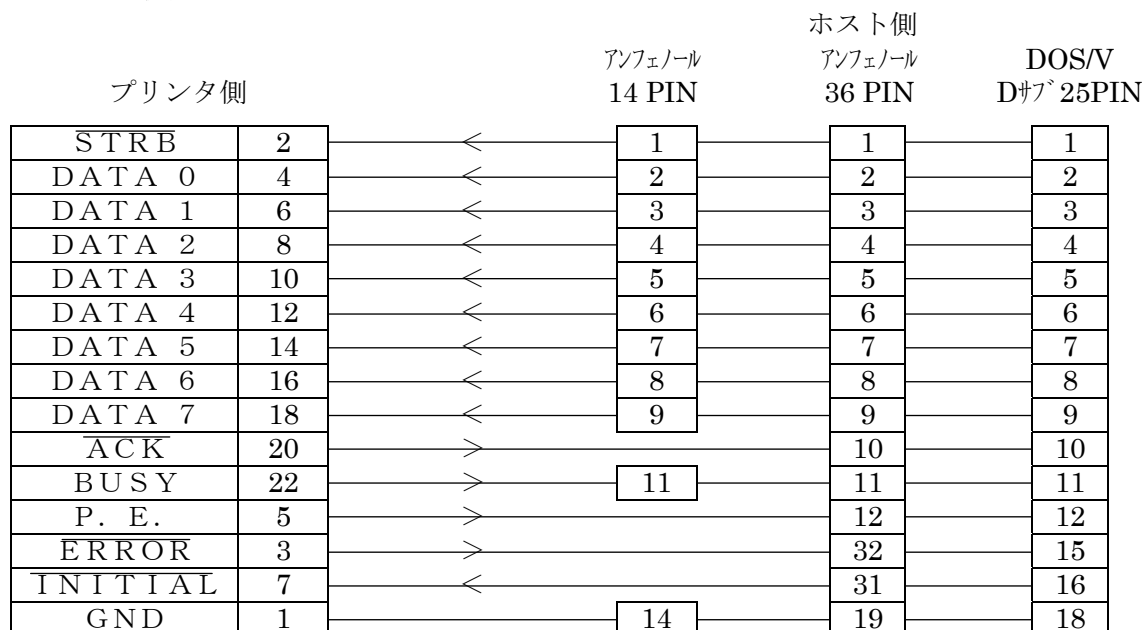 ホスト側
アンフェノール アンフェノール DOS/V
プリンタ側 14 PIN 36 PIN Dサブ25PIN
STRB 2 1 1 1
DATA 0 4 2 2 2
DATA 1 6 3 3 3
DATA 2 8 4 4 4
DATA 3 10 5 5 5
DATA 4 12 6 6 6
DATA 5 14 7 7 7
DATA 6 16 8 8 8
DATA 7 18 9 9 9
ACK 20 10 10
BUSY 22 11 11 11
P. E. 5 12 12
ERROR 3 32 15
INITIAL 7 31 16
GND 1 14 19 18